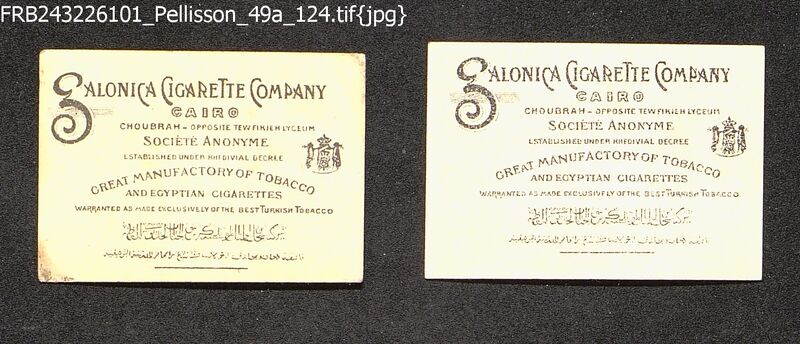 FRB243226101_Pellisson_49a_124.tif{jpg}
SALONICA CIGARETTE COMPANY
CAIRO
CHOUBRAH - OPPOSITE TEWFIKIEH LYCEUM
SOCIÉTÉ ANONYME
ESTABLISHED UNDER KHEDIVIAL DECREE
GREAT MANUFACTORY OF TOBACCO
AND EGYPTIAN CIGARETTES
WARRANTED AS MADE EXCLUSIVELY OF THE BEST TURKISH TOBACCO
SALONICA CIGARETTE COMPANY
CAIRO
CHOUBRAH - OPPOSITE TEWFIKIEH LYCEUM
SOCIÉTÉ ANONYME
ESTABLISHED UNDER KHEDIVIAL DECREE
GREAT MANUFACTORY OF TOBACCO
AND EGYPTIAN CIGARETTES
WARRANTED AS MADE EXCLUSIVELY OF THE BEST TURKISH TOBACCO